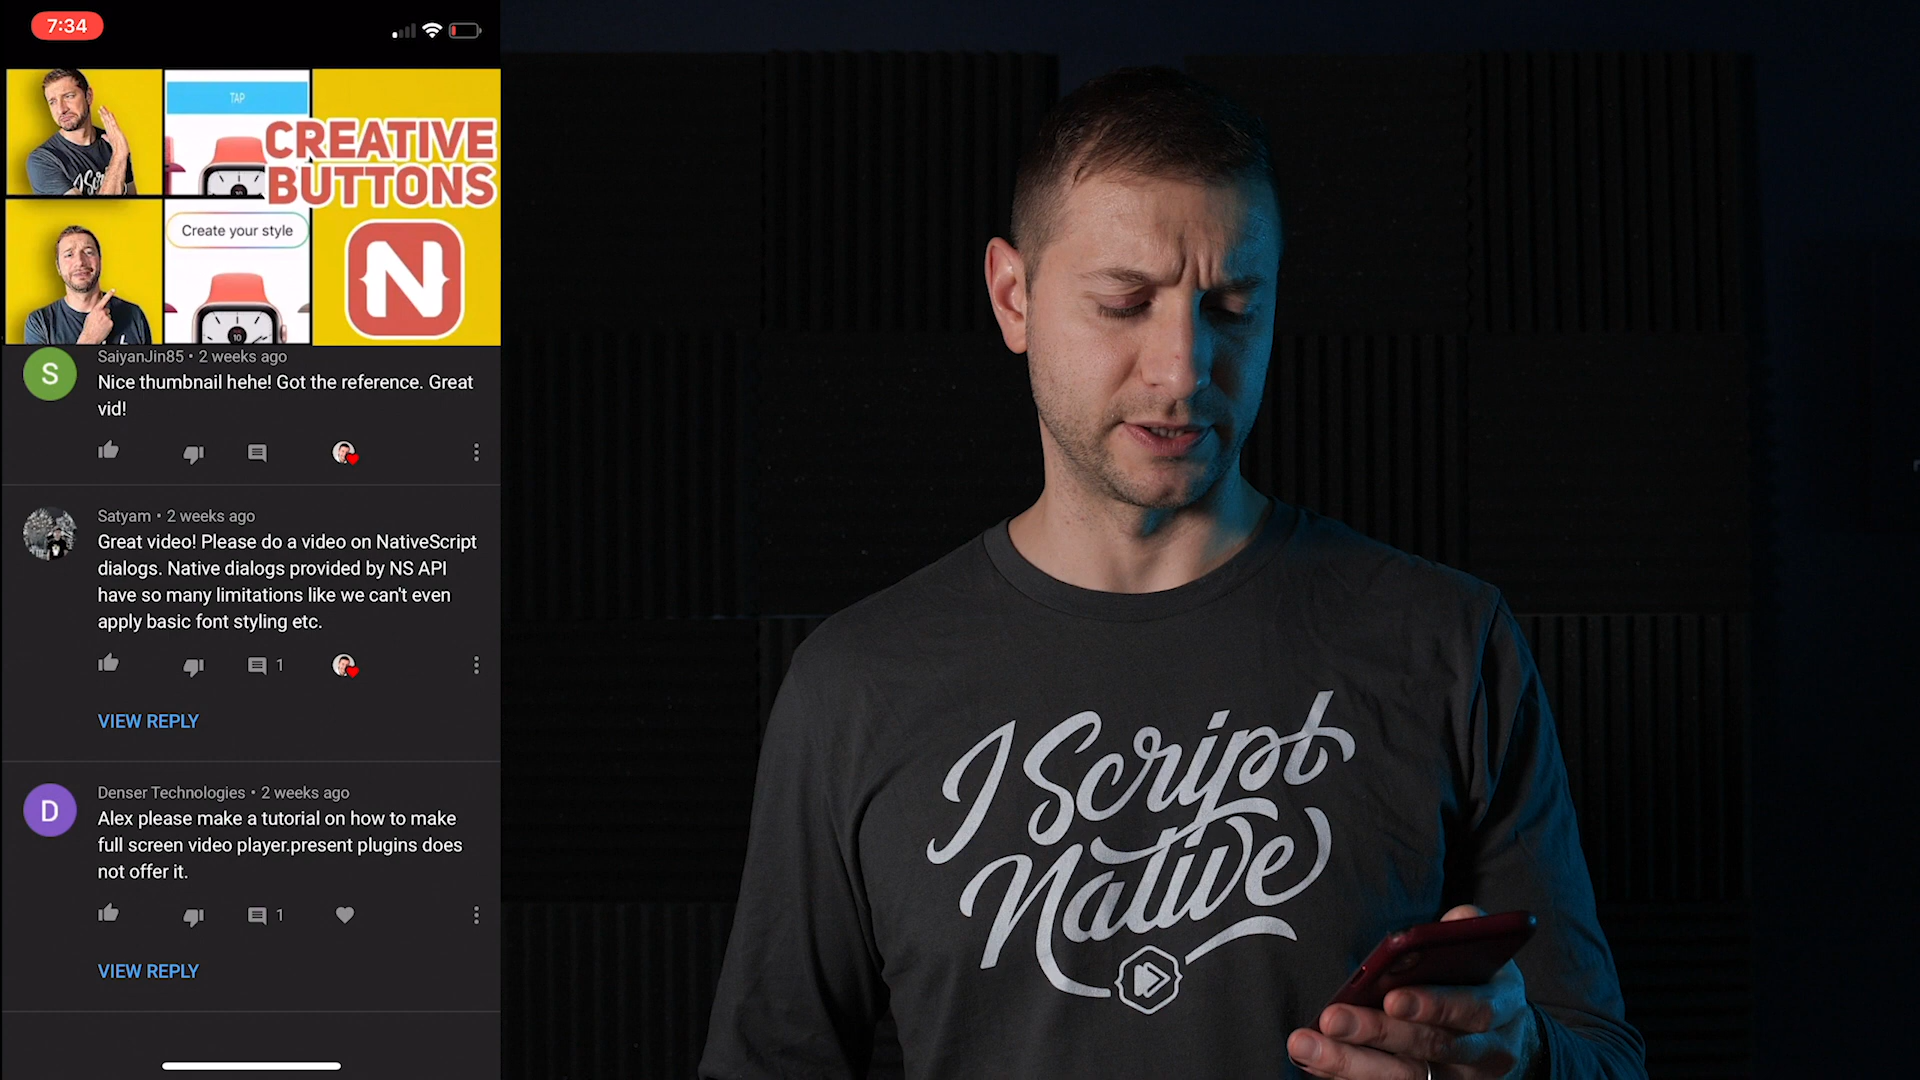 7:34
TAP
CREATIVE
BUTTONS
I Scr
Create your style
10
N
S
SaiyanJin85 • 2 weeks ago
Nice thumbnail hehe! Got the reference. Great
vid!
Satyam • 2 weeks ago
Great video! Please do a video on NativeScript
dialogs. Native dialogs provided by NS API
have so many limitations like we can't even
apply basic font styling etc.
1
VIEW REPLY
D
Denser Technologies • 2 weeks ago
Alex please make a tutorial on how to make
full screen video player.present plugins does
not offer it.
1
VIEW REPLY
I Script
Native